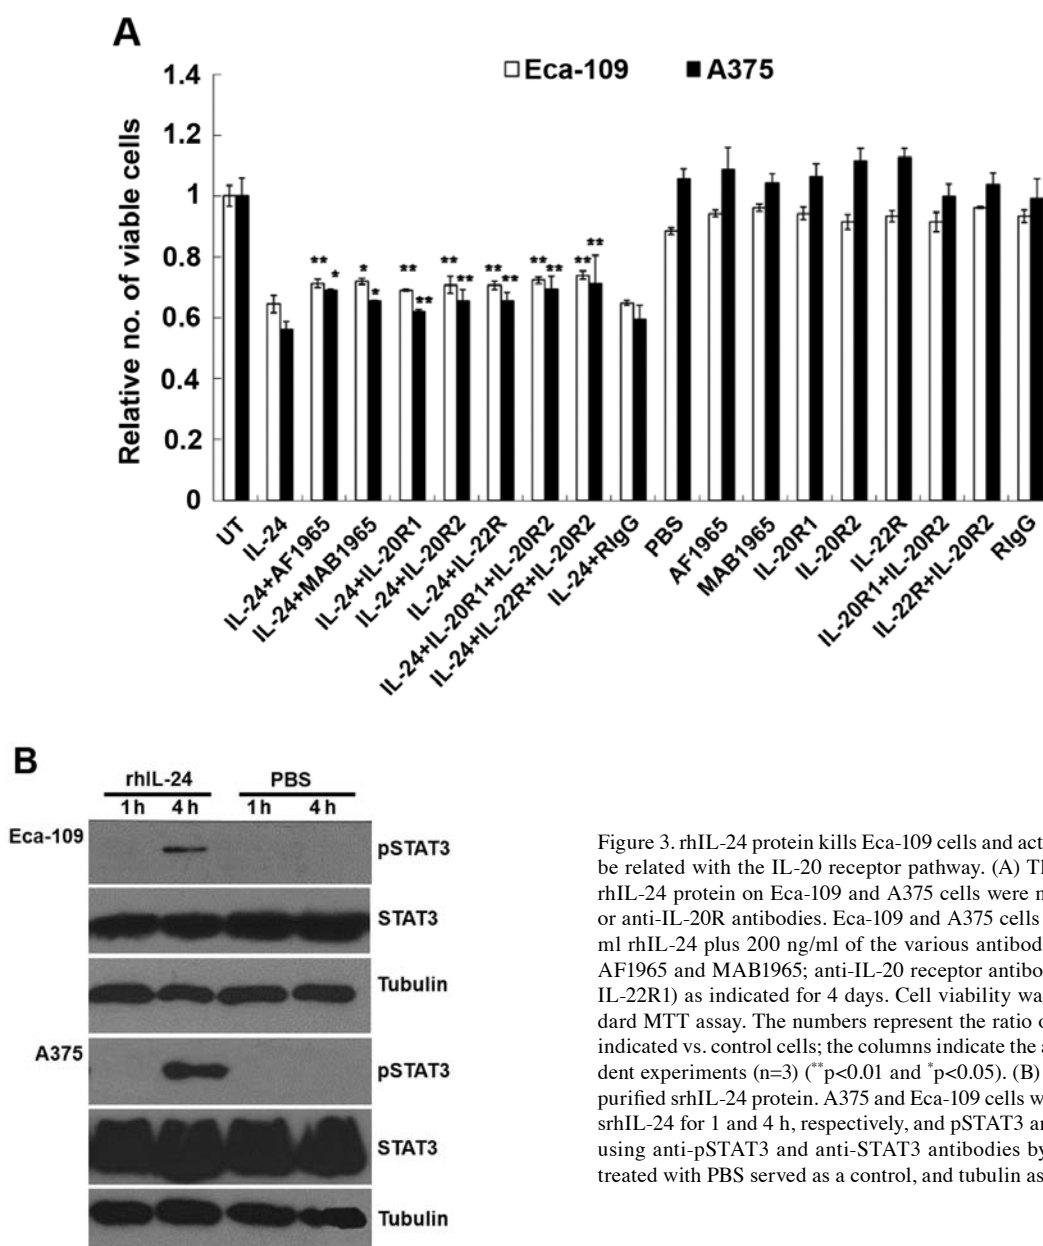 A
Eca-109 A375
Relative no. of viable cells
1.4
1.2
1
0.8
0.6
0.4
0.2
0
** * * * ** ** ** ** ** ** ** ** ** **
UT
IL-24
IL-24+AF1965
IL-24+MAB1965
IL-24+IL-20R1
IL-24+IL-20R2
IL-24+IL-22R
IL-24+IL-20R1+IL-20R2
IL-24+IL-22R+IL-20R2
IL-24+RIgG
PBS
AF1965
MAB1965
IL-20R1
IL-20R2
IL-22R
IL-20R1+IL-20R2
IL-22R+IL-20R2
RIgG
B
rhIL-24 PBS
1 h 4 h 1 h 4 h
Eca-109
pSTAT3
STAT3
Tubulin
A375
pSTAT3
STAT3
Tubulin
Figure 3. rhIL-24 protein kills Eca-109 cells and act
be related with the IL-20 receptor pathway. (A) Th
rhIL-24 protein on Eca-109 and A375 cells were n
or anti-IL-20R antibodies. Eca-109 and A375 cells
ml rhIL-24 plus 200 ng/ml of the various antibod
AF1965 and MAB1965; anti-IL-20 receptor antibo
IL-22R1) as indicated for 4 days. Cell viability wa
dard MTT assay. The numbers represent the ratio o
indicated vs. control cells; the columns indicate the a
dent experiments (n=3) (**p<0.01 and *p<0.05). (B)
purified srhIL-24 protein. A375 and Eca-109 cells w
srhIL-24 for 1 and 4 h, respectively, and pSTAT3 an
using anti-pSTAT3 and anti-STAT3 antibodies by
treated with PBS served as a control, and tubulin as